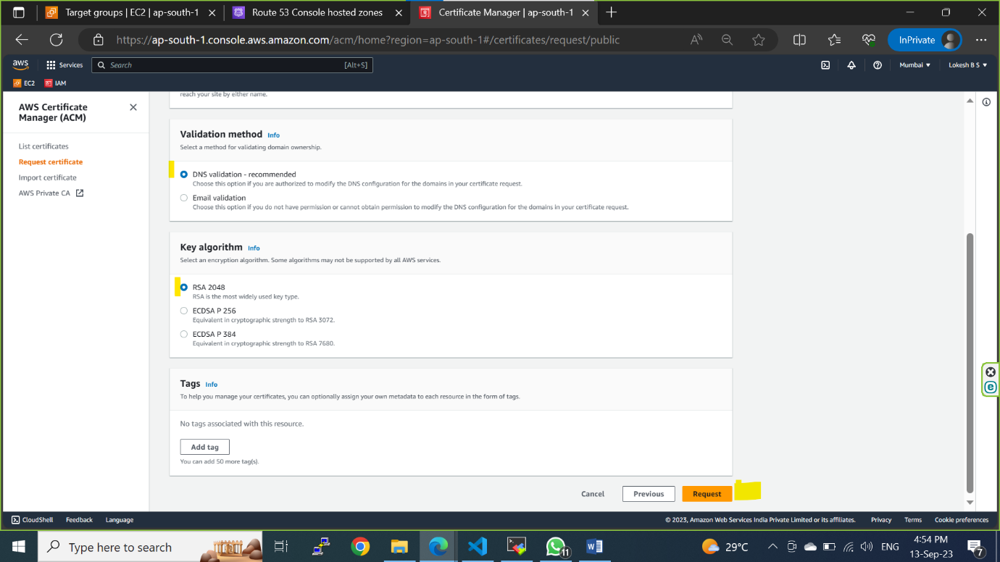 Target groups | EC2 | ap-south-1
Route 53 Console hosted zones
Certificate Manager | ap-south-1
https://ap-south-1.console.aws.amazon.com/acm/home?region=ap-south-1#/certificates/request/public
InPrivate
aws
Services
Search
[Alt+S]
Mumbai
Lokesh B S
EC2
IAM
AWS Certificate
Manager (ACM)
List certificates
Request certificate
Import certificate
AWS Private CA
reach your site by either name.
Validation method Info
Select a method for validating domain ownership.
DNS validation - recommended
Choose this option if you are authorized to modify the DNS configuration for the domains in your certificate request.
Email validation
Choose this option if you do not have permission or cannot obtain permission to modify the DNS configuration for the domains in your certificate request.
Key algorithm Info
Select an encryption algorithm. Some algorithms may not be supported by all AWS services.
RSA 2048
RSA is the most widely used key type.
ECDSA P 256
Equivalent in cryptographic strength to RSA 3072.
ECDSA P 384
Equivalent in cryptographic strength to RSA 7680.
Tags Info
To help you manage your certificates, you can optionally assign your own metadata to each resource in the form of tags.
No tags associated with this resource.
Add tag
You can add 50 more tag(s).
Cancel
Previous
Request
CloudShell
Feedback
Language
© 2023, Amazon Web Services India Private Limited or its affiliates.
Privacy
Terms
Cookie preferences
Type here to search
11
29°C
ENG
4:54 PM
13-Sep-23
7